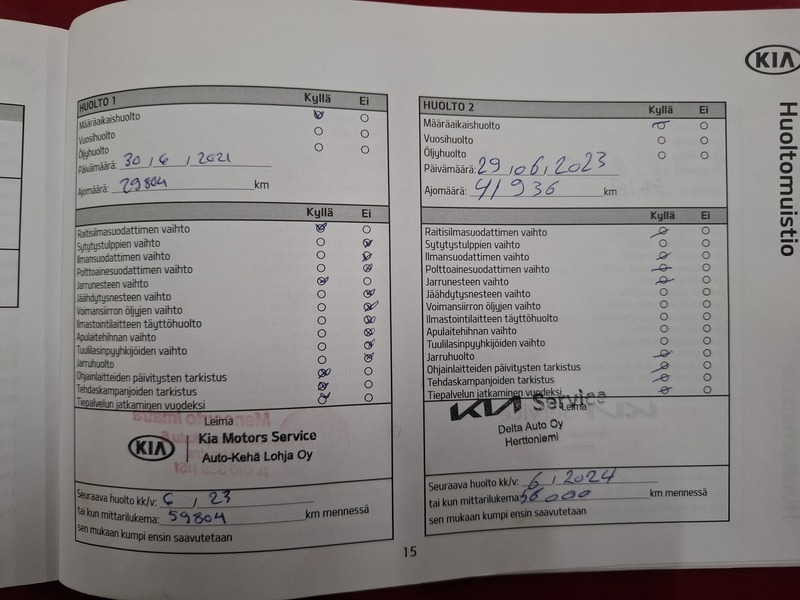 KIA
Huoltomuistio
HUOLTO 1 Kyllä Ei
Määräaikaishuolto
Vuosihuolto
Öljyhuolto
Päivämäärä: 30, 6, 2021
Ajomäärä: 29804 km
Kyllä Ei
Raitisilmasuodattimen vaihto
Sytytystulppien vaihto
Ilmansuodattimen vaihto
Polttoainesuodattimen vaihto
Jarrunesteen vaihto
Jäähdytysnesteen vaihto
Voimansiirron öljyjen vaihto
Ilmastointilaitteen täyttöhuolto
Apulaitehihnan vaihto
Tuulilasinpyyhkijöiden vaihto
Jarruhuolto
Ohjainlaitteiden päivitysten tarkistus
Tehdaskampanjoiden tarkistus
Tiepalvelun jatkaminen vuodeksi
Leima
KIA Kia Motors Service
Auto-Kehä Lohja Oy
Seuraava huolto kk/v: 6, 23
tai kun mittarilukema: 59804 km mennessä
sen mukaan kumpi ensin saavutetaan
HUOLTO 2 Kyllä Ei
Määräaikaishuolto
Vuosihuolto
Öljyhuolto
Päivämäärä: 29, 06, 2023
Ajomäärä: 41936 km
Kyllä Ei
Raitisilmasuodattimen vaihto
Sytytystulppien vaihto
Ilmansuodattimen vaihto
Polttoainesuodattimen vaihto
Jarrunesteen vaihto
Jäähdytysnesteen vaihto
Voimansiirron öljyjen vaihto
Ilmastointilaitteen täyttöhuolto
Apulaitehihnan vaihto
Tuulilasinpyyhkijöiden vaihto
Jarruhuolto
Ohjainlaitteiden päivitysten tarkistus
Tehdaskampanjoiden tarkistus
Tiepalvelun jatkaminen vuodeksi
KIA Service
Leima
Delta Auto Oy
Herttoniemi
Seuraava huolto kk/v: 6, 2024
tai kun mittarilukema: 56000 km mennessä
sen mukaan kumpi ensin saavutetaan
15